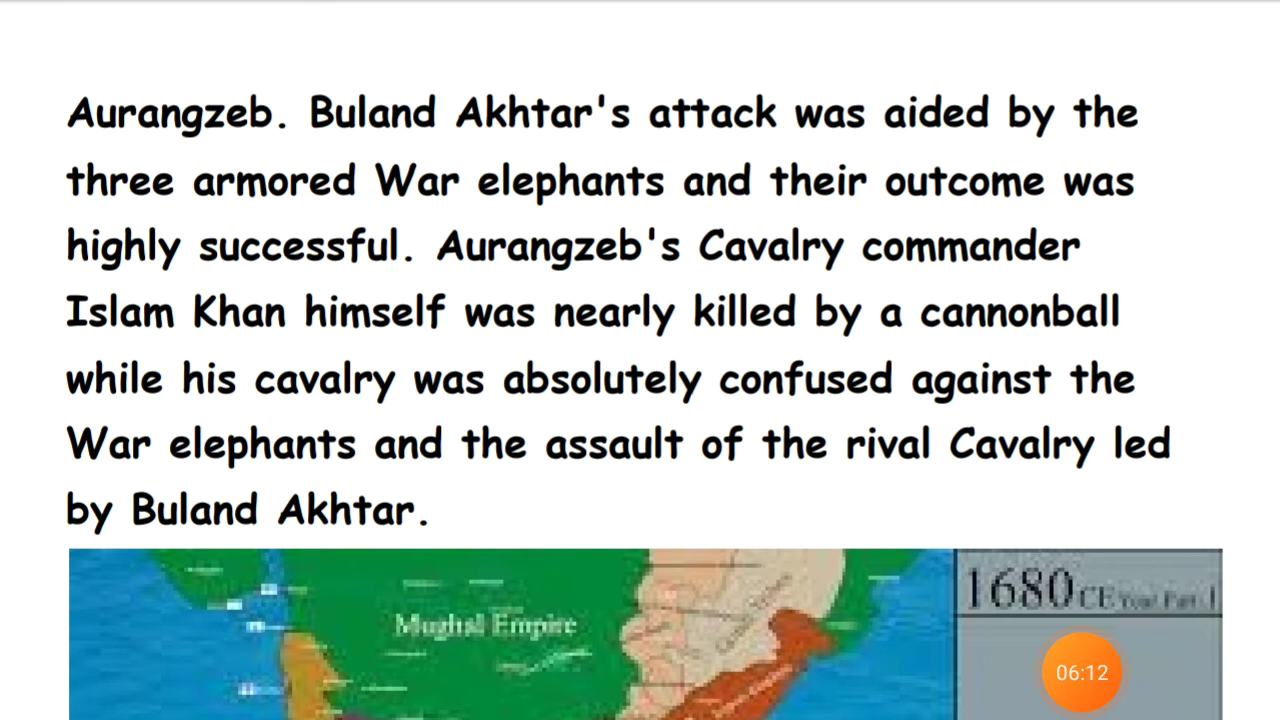 Aurangzeb. Buland Akhtar's attack was aided by the
three armored War elephants and their outcome was
highly successful. Aurangzeb's Cavalry commander
Islam Khan himself was nearly killed by a cannonball
while his cavalry was absolutely confused against the
War elephants and the assault of the rival Cavalry led
by Buland Akhtar.
1680 CE
Mughal Empire
06:12